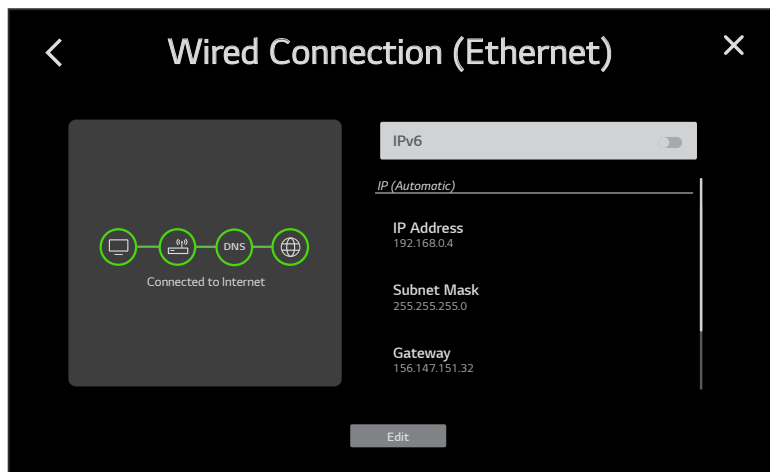 Wired Connection (Ethernet)
IPv6
IP (Automatic)
IP Address
192.168.0.4
Subnet Mask
255.255.255.0
Gateway
156.147.151.32
DNS
Connected to Internet
Edit